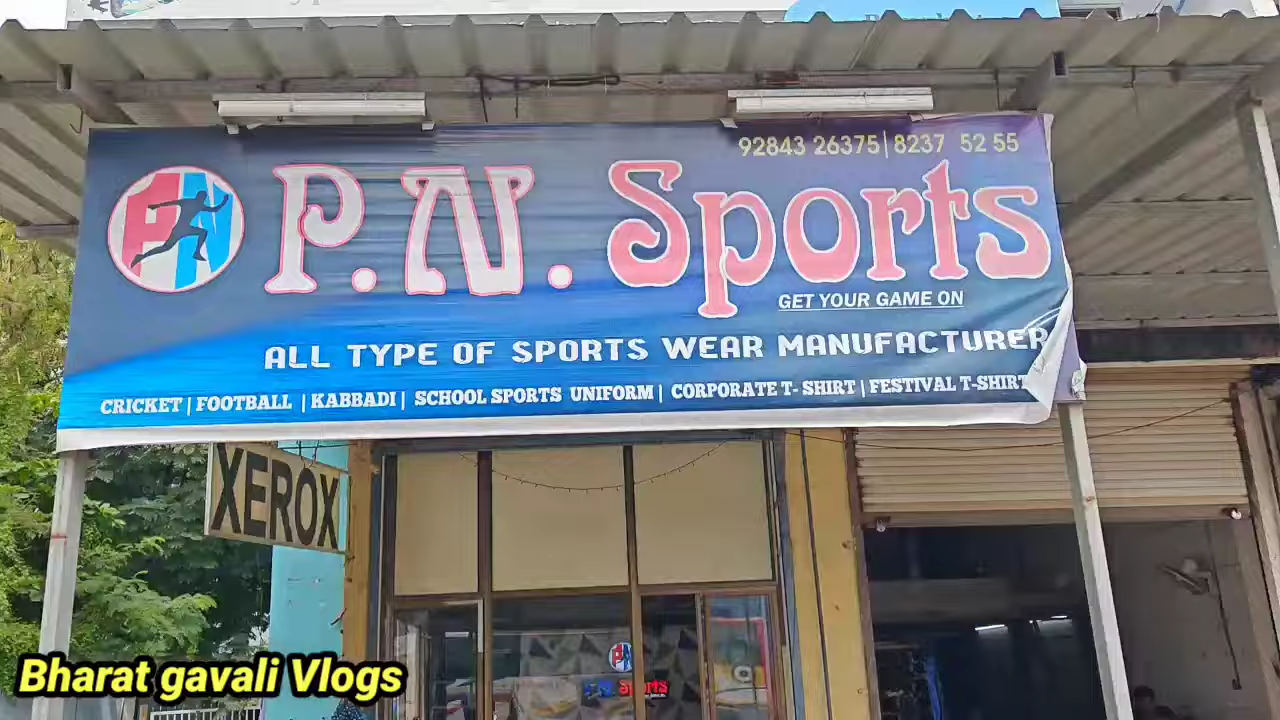 92843 26375 | 8237 52 55
P.N. Sports
GET YOUR GAME ON
ALL TYPE OF SPORTS WEAR MANUFACTURER
CRICKET | FOOTBALL | KABBADI | SCHOOL SPORTS UNIFORM | CORPORATE T- SHIRT | FESTIVAL T-SHIRT
XEROX
P.N. Sports
Bharat gavali Vlogs